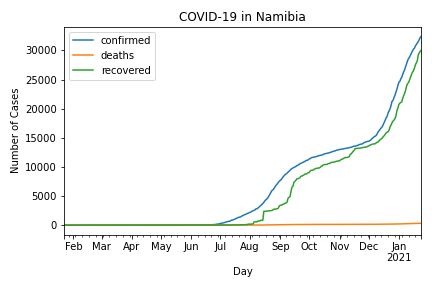 COVID-19 in Namibia
confirmed
deaths
recovered
Number of Cases
30000
25000
20000
15000
10000
5000
0
Feb Mar Apr May Jun Jul Aug Sep Oct Nov Dec Jan
2021
Day